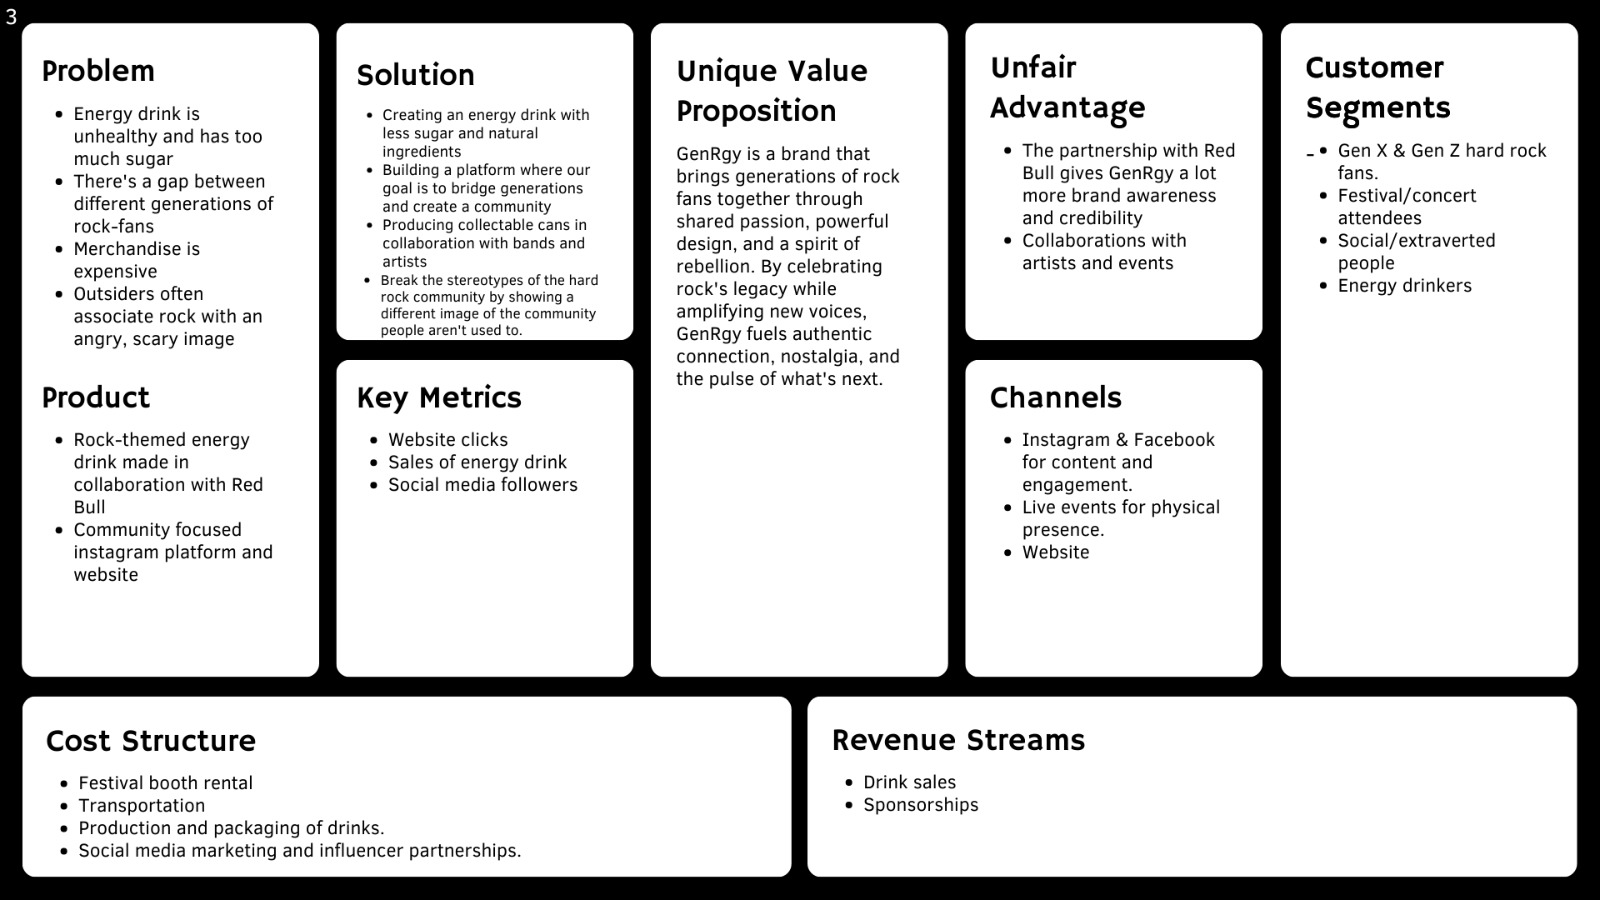 3
Problem
• Energy drink is
unhealthy and has too
much sugar
• There's a gap between
different generations of
rock-fans
• Merchandise is
expensive
• Outsiders often
associate rock with an
angry, scary image
Product
• Rock-themed energy
drink made in
collaboration with Red
Bull
• Community focused
instagram platform and
website
Solution
• Creating an energy drink with
less sugar and natural
ingredients
• Building a platform where our
goal is to bridge generations
and create a community
• Producing collectable cans in
collaboration with bands and
artists
• Break the stereotypes of the hard
rock community by showing a
different image of the community
people aren't used to.
Key Metrics
• Website clicks
• Sales of energy drink
• Social media followers
Unique Value
Proposition
GenRgy is a brand that
brings generations of rock
fans together through
shared passion, powerful
design, and a spirit of
rebellion. By celebrating
rock's legacy while
amplifying new voices,
GenRgy fuels authentic
connection, nostalgia, and
the pulse of what's next.
Unfair
Advantage
• The partnership with Red
Bull gives GenRgy a lot
more brand awareness
and credibility
• Collaborations with
artists and events
Channels
• Instagram & Facebook
for content and
engagement.
• Live events for physical
presence.
• Website
Customer
Segments
- • Gen X & Gen Z hard rock
fans.
• Festival/concert
attendees
• Social/extraverted
people
• Energy drinkers
Cost Structure
• Festival booth rental
• Transportation
• Production and packaging of drinks.
• Social media marketing and influencer partnerships.
Revenue Streams
• Drink sales
• Sponsorships